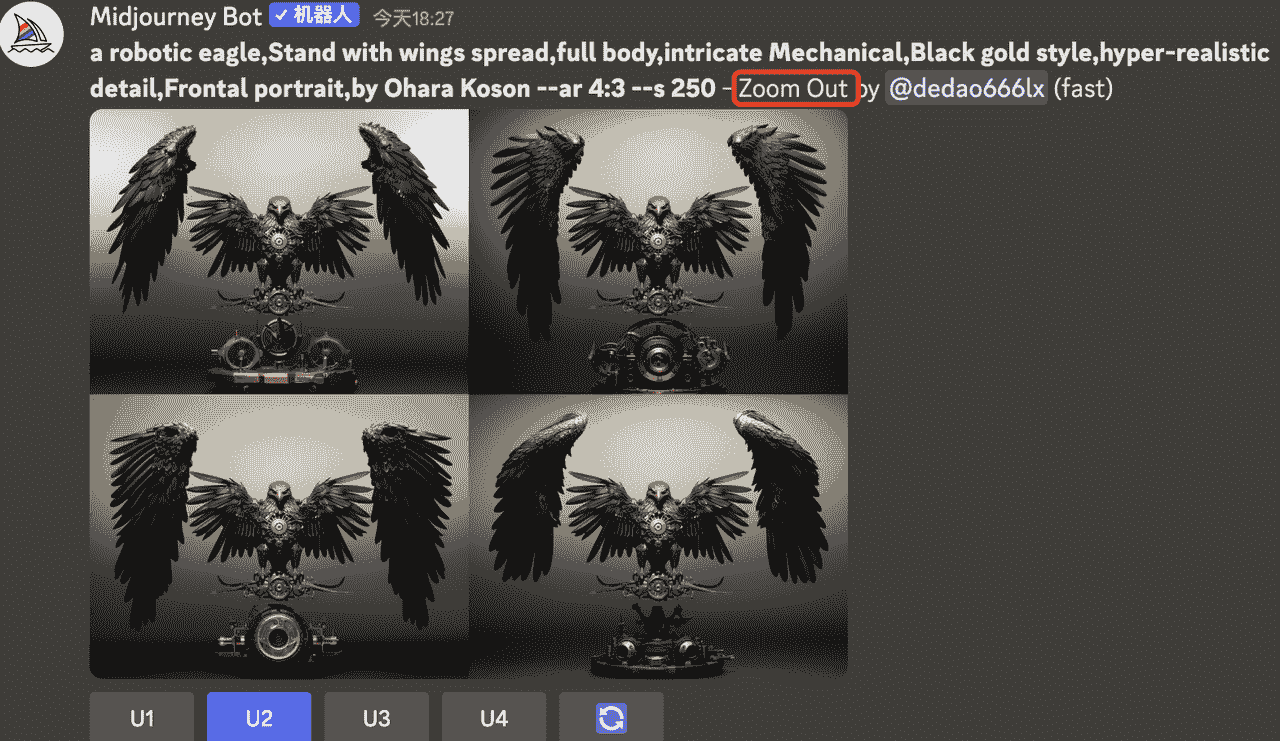 Midjourney Bot ✓ 机器人 今天18:27
a robotic eagle,Stand with wings spread,full body,intricate Mechanical,Black gold style,hyper-realistic
detail,Frontal portrait,by Ohara Koson --ar 4:3 --s 250 - Zoom Out by @dedao666lx (fast)
U1 U2 U3 U4